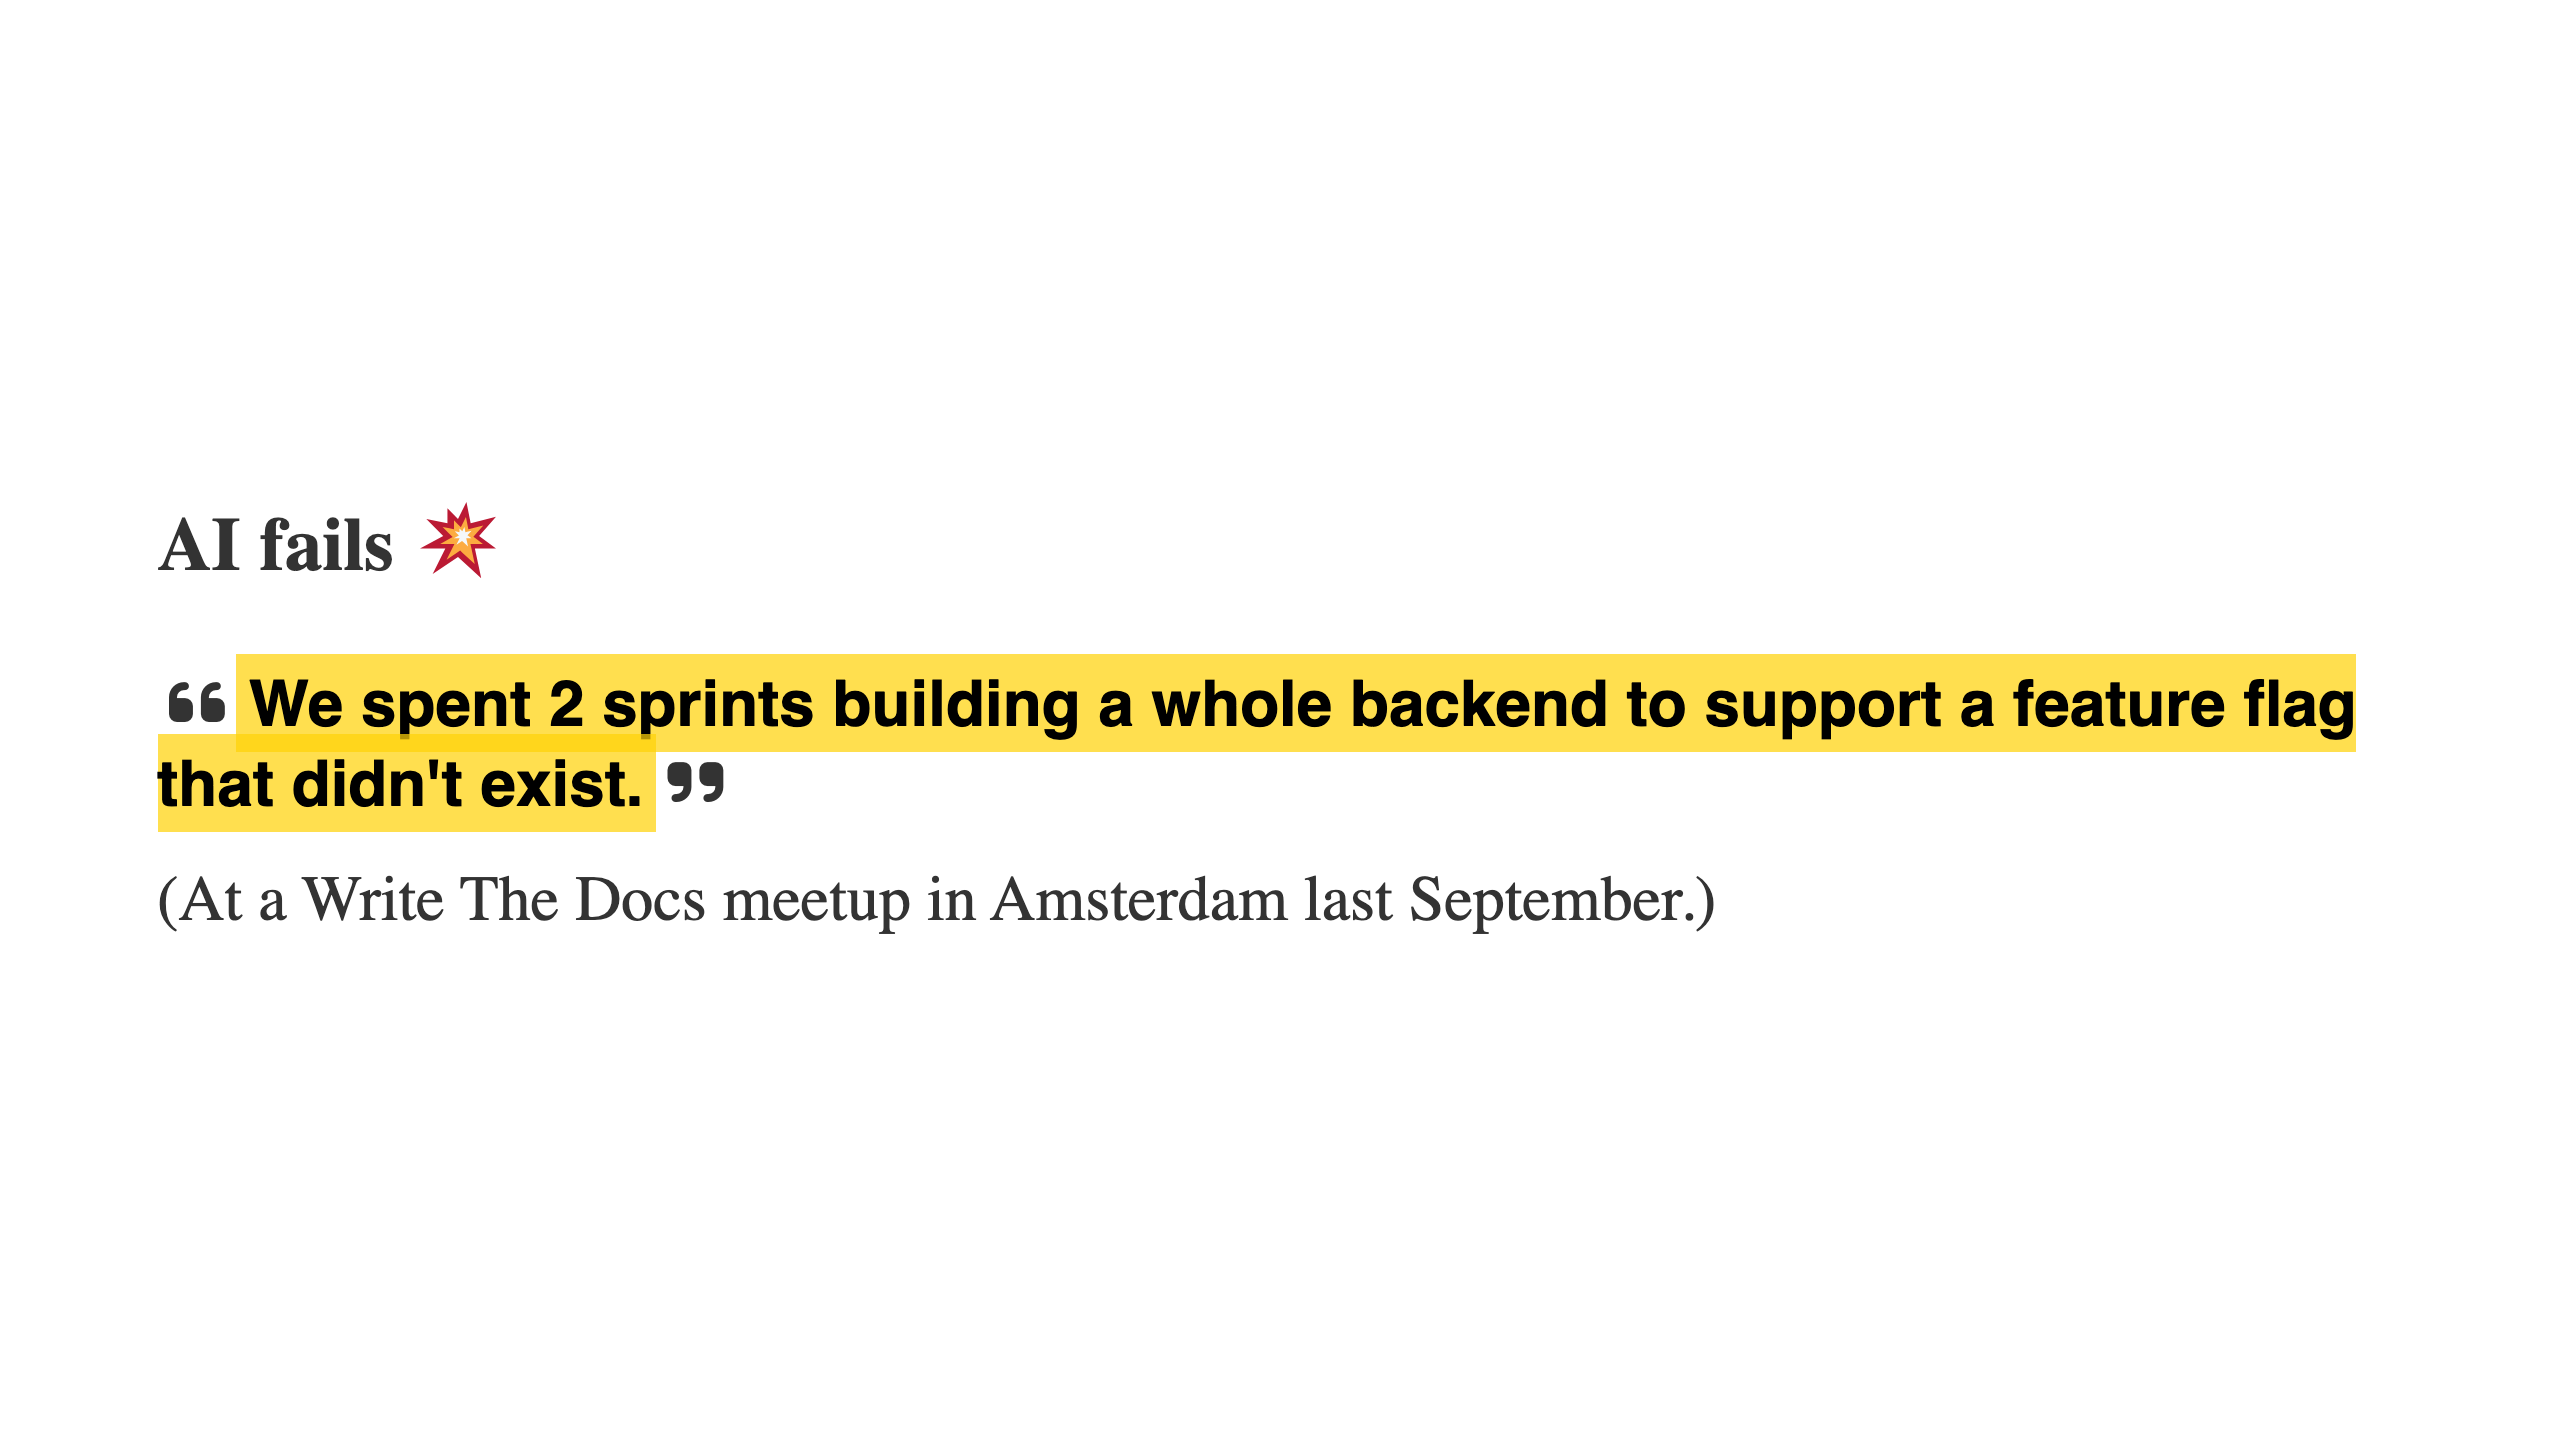 AI fails 💥
“ We spent 2 sprints building a whole backend to support a feature flag
that didn't exist. ”
(At a Write The Docs meetup in Amsterdam last September.)